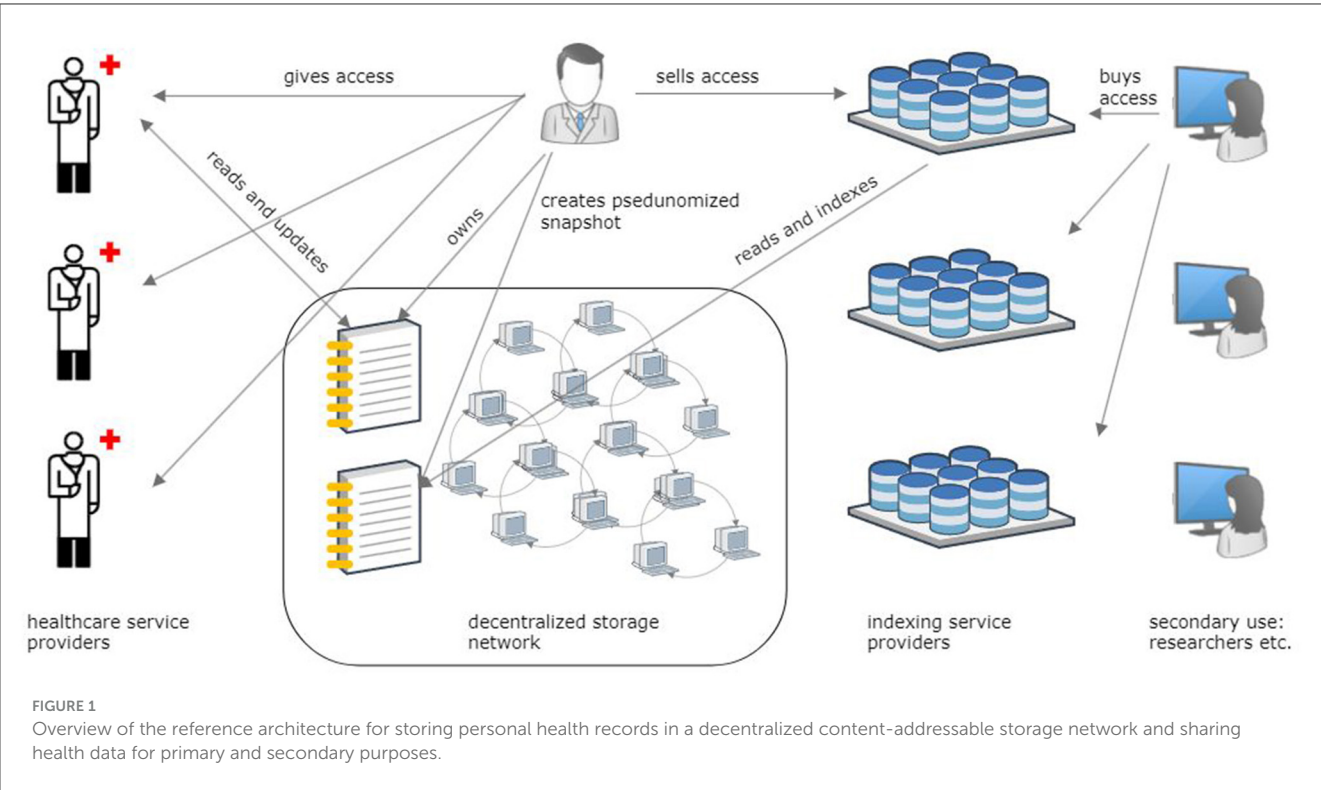 gives access
sells access
buys
access
reads and updates
owns
creates psedunomized
snapshot
reads and indexes
healthcare service
providers
decentralized storage
network
indexing service
providers
secondary use:
researchers etc.
FIGURE 1
Overview of the reference architecture for storing personal health records in a decentralized content-addressable storage network and sharing
health data for primary and secondary purposes.